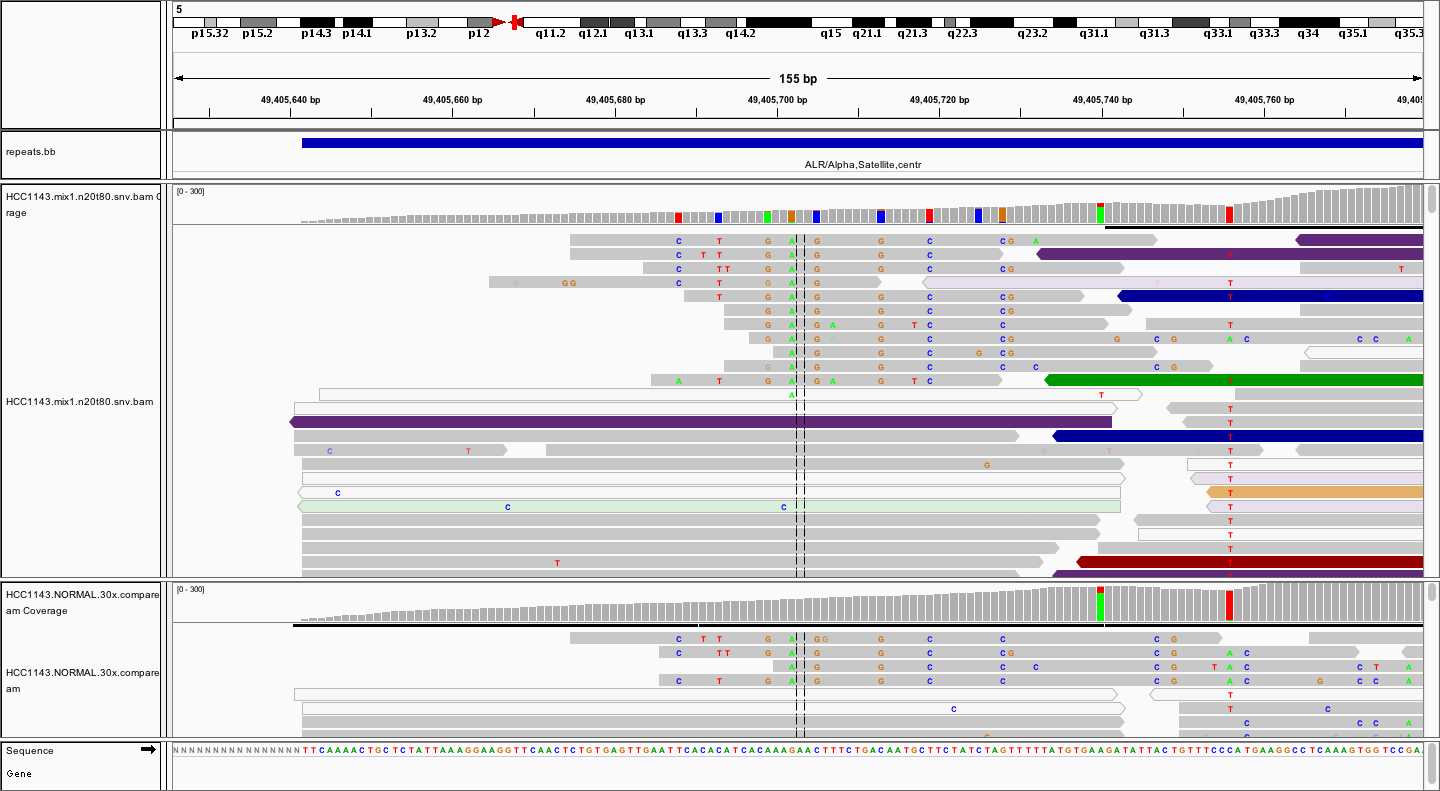 5
p15.32 p15.2 p14.3 p14.1 p13.2 p12 q11.2 q12.1 q13.1 q13.3 q14.2 q15 q21.1 q21.3 q22.3 q23.2 q31.1 q31.3 q33.1 q33.3 q34 q35.1 q35.3
155 bp
49,405,640 bp 49,405,660 bp 49,405,680 bp 49,405,700 bp 49,405,720 bp 49,405,740 bp 49,405,760 bp 49,405
repeats.bb
ALR/Alpha,Satellite,centr
HCC1143.mix1.n20t80.snv.bam C
rage
[0 - 300]
C T G A G G C C G A
C T T G A G G C C T
C T T G A G G C C G T
G G C T G A G T
T G A G G C C G T
G A G G C C G
G A G A G T C C T
G A G G C C G G C G A C C C A
A G G C G C G
G A G G C C C C G
A T G A G A G T C T
A T
HCC1143.mix1.n20t80.snv.bam
T
T
T
C T T
G T
T
C T
C C T
T
T
T
T T
HCC1143.NORMAL.30x.compare
am Coverage
[0 - 300]
C T T G A G G G C C C G
C T T G A G G C C G C G A C
A G G C C C C G T A C C T A
HCC1143.NORMAL.30x.compare
am
C T G A G G C C C G A C G C C A
T
C T C
C C C A
Sequence
NNNNNNNNNNNNNNNNTTCAAAACTGCTCTATTAAAGGAAGGTTCAACTCTGTGAGTTGAATTCACACATCACAAAGAACTTTCTGACAATGCTTCTATCTAGTTTTTATGTGAAGATATTACTGTTTCCCATGAAGGCCTCAAAGTGGTCCGA
Gene